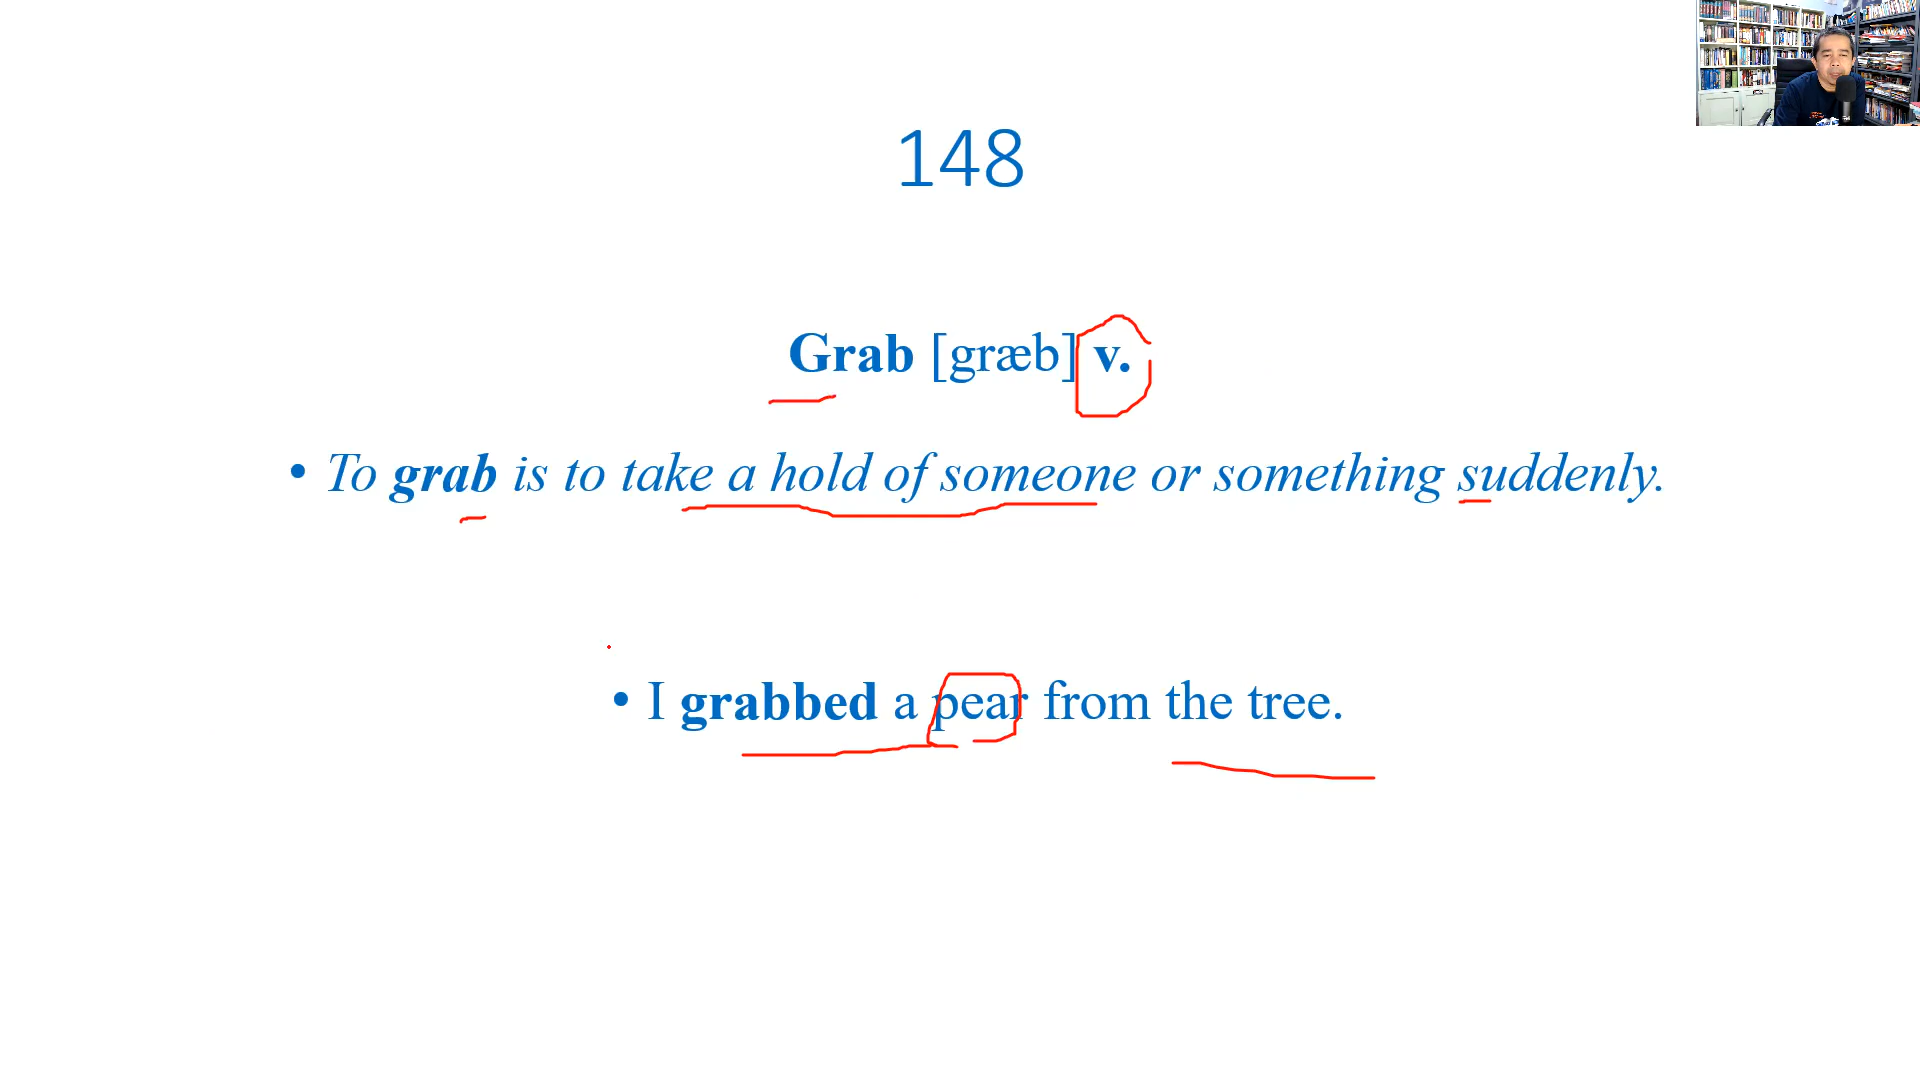 148
Grab [græb] v.
• To grab is to take a hold of someone or something suddenly.
• I grabbed a pear from the tree.